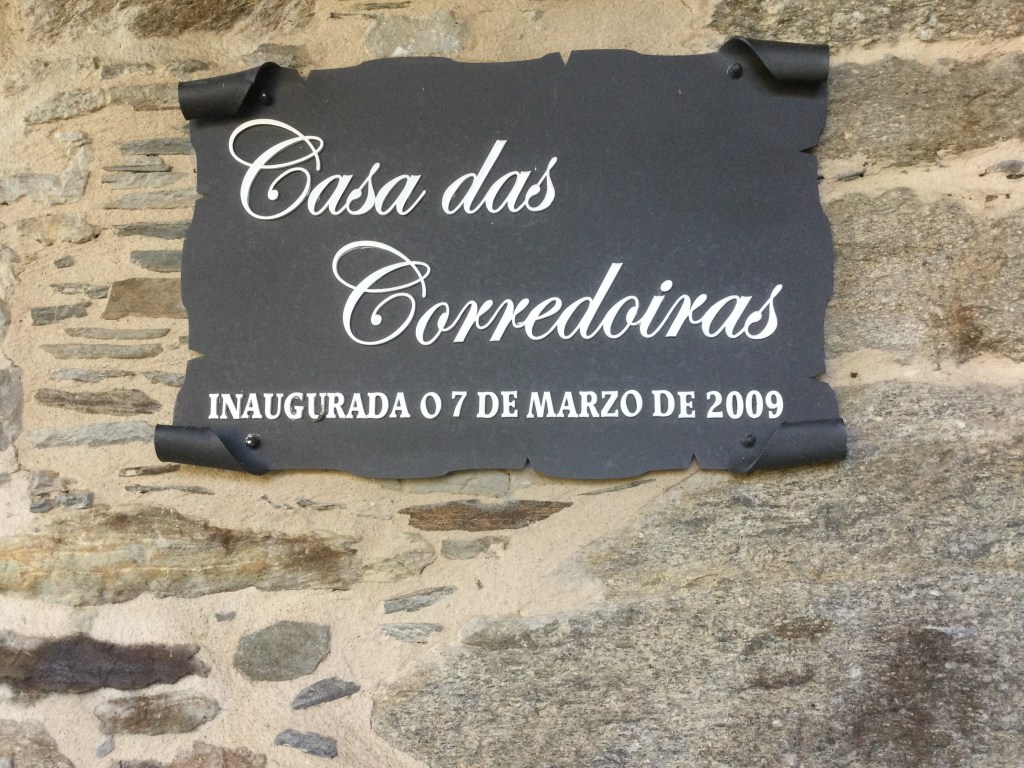 Casa das
Corredoiras
INAUGURADA O 7 DE MARZO DE 2009